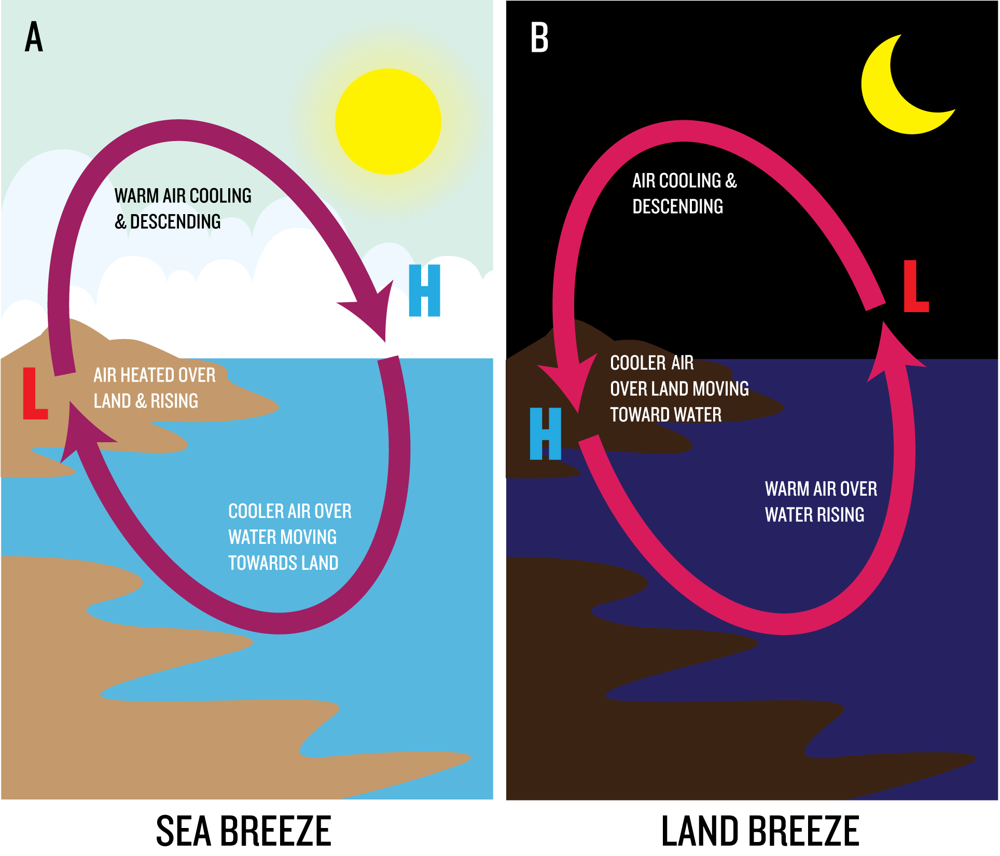 A
WARM AIR COOLING
& DESCENDING
H
L
AIR HEATED OVER
LAND & RISING
COOLER AIR OVER
WATER MOVING
TOWARDS LAND
SEA BREEZE
B
AIR COOLING &
DESCENDING
L
COOLER AIR
OVER LAND MOVING
TOWARD WATER
H
WARM AIR OVER
WATER RISING
LAND BREEZE